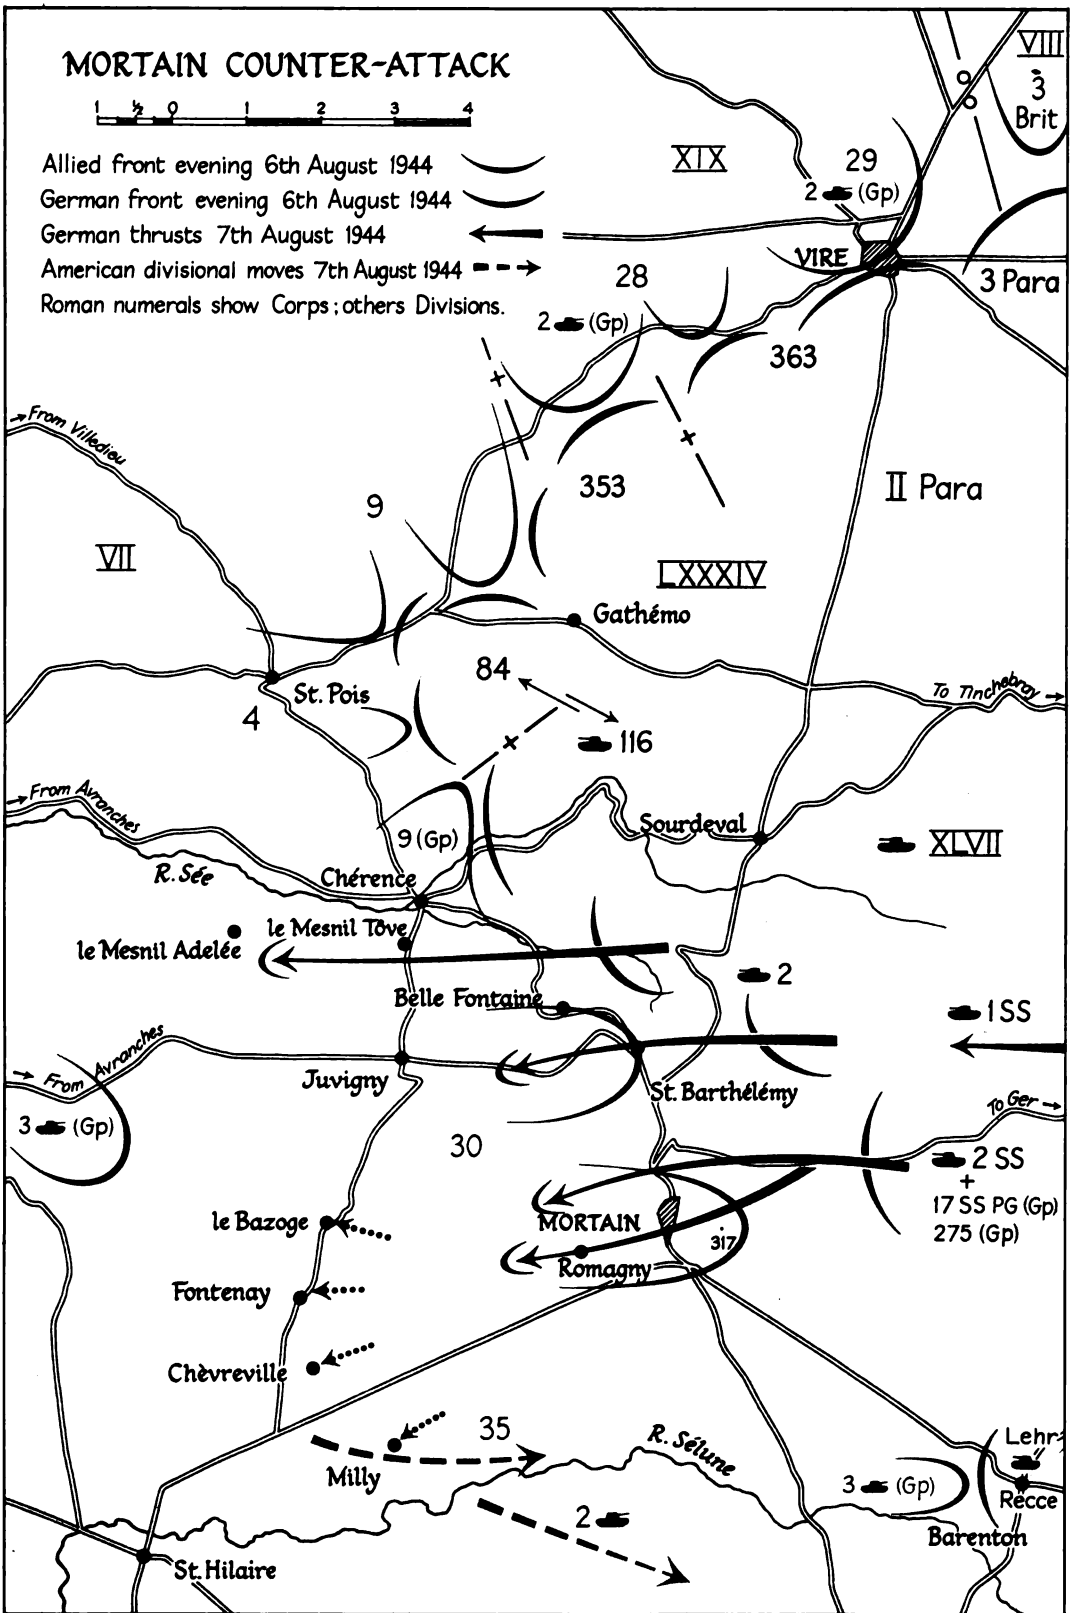 MORTAIN COUNTER-ATTACK
1 ½ 0 1 2 3 4
Allied front evening 6th August 1944
German front evening 6th August 1944
German thrusts 7th August 1944
American divisional moves 7th August 1944
Roman numerals show Corps; others Divisions.
VIII
3
Brit
XIX
29
2 (Gp)
VIRE
3 Para
28
2 (Gp)
363
→ From Villedieu
353
II Para
9
VII
LXXXIV
Gathémo
84
St. Pois
To Tinchebray →
4
116
→ From Avranches
9 (Gp)
Sourdeval
XLVII
R. Sée
Chérence
le Mesnil Tôve
le Mesnil Adelée
2
Belle Fontaine
1SS
→ From Avranches
Juvigny
St. Barthélémy
To Ger →
3 (Gp)
30
2 SS
+
17 SS PG (Gp)
275 (Gp)
le Bazoge
MORTAIN
317
Romagny
Fontenay
Chèvreville
35
Milly
R. Sélune
Lehr
3 (Gp)
Recce
2
Barenton
St. Hilaire